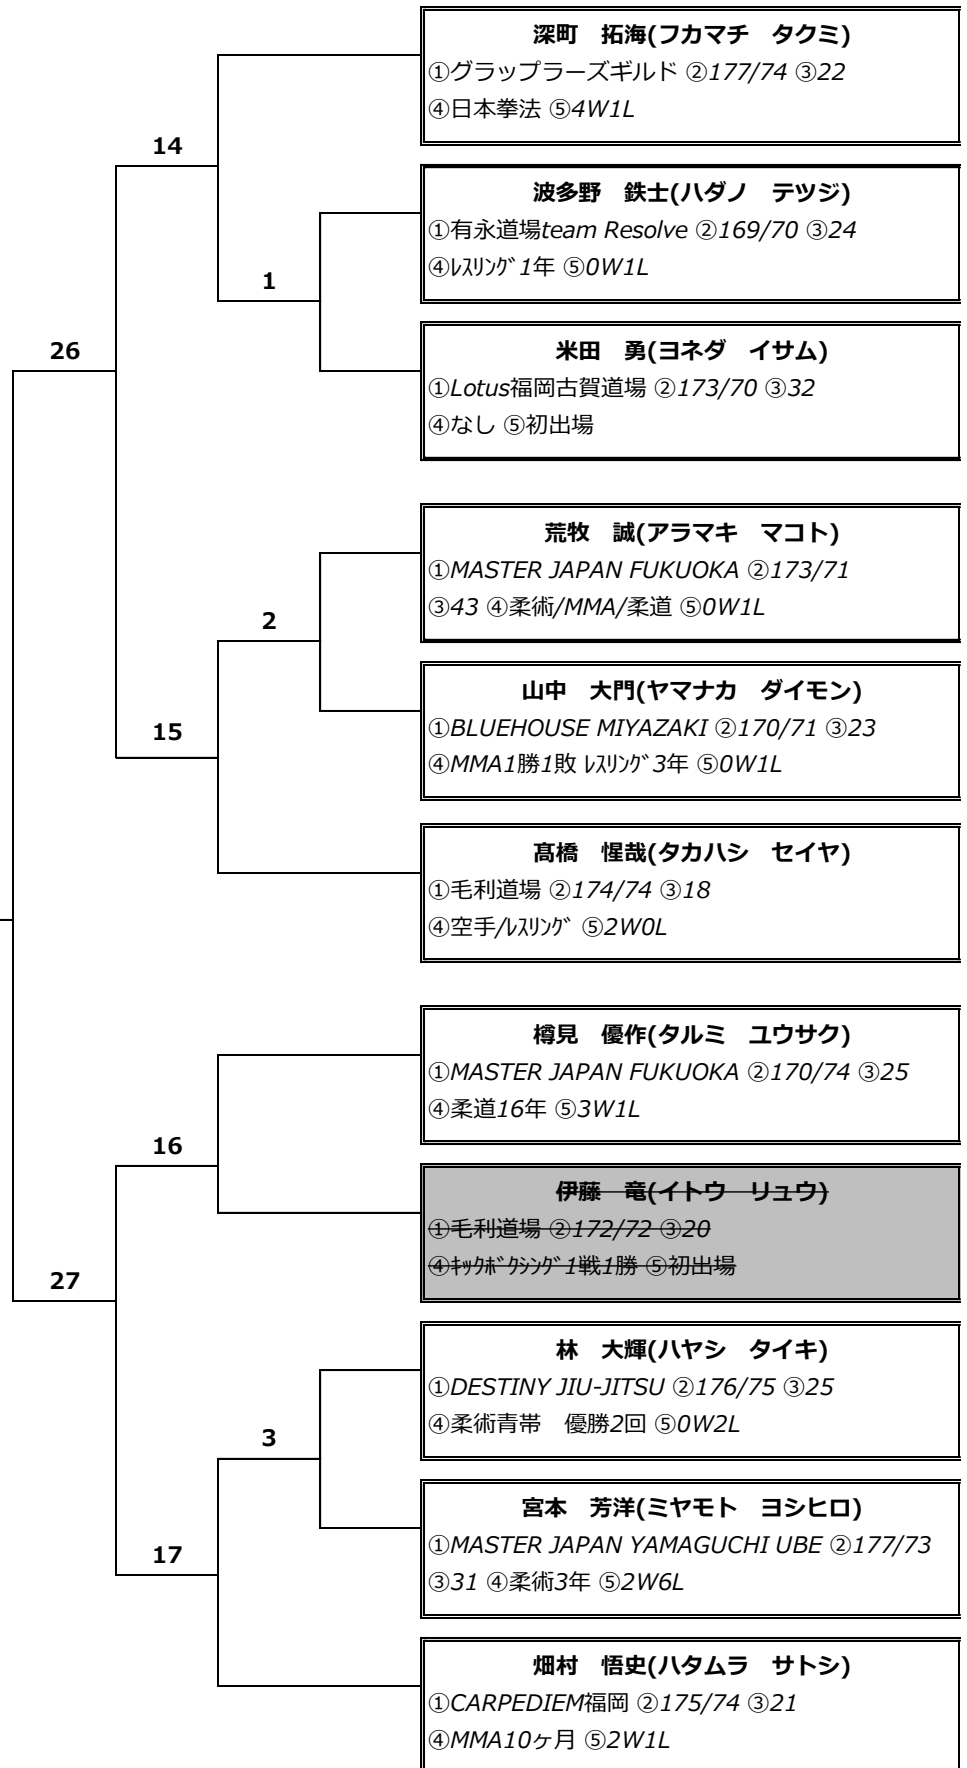 深町　拓海(フカマチ　タクミ)
①グラップラーズギルド ②177/74 ③22
④日本拳法 ⑤4W1L
14
波多野　鉄士(ハダノ　テツジ)
①有永道場team Resolve ②169/70 ③24
④ﾚｽﾘﾝｸﾞ1年 ⑤0W1L
1
米田　勇(ヨネダ　イサム)
①Lotus福岡古賀道場 ②173/70 ③32
④なし ⑤初出場
26
荒牧　誠(アラマキ　マコト)
①MASTER JAPAN FUKUOKA ②173/71
③43 ④柔術/MMA/柔道 ⑤0W1L
2
山中　大門(ヤマナカ　ダイモン)
①BLUEHOUSE MIYAZAKI ②170/71 ③23
④MMA1勝1敗 ﾚｽﾘﾝｸﾞ3年 ⑤0W1L
15
髙橋　惺哉(タカハシ　セイヤ)
①毛利道場 ②174/74 ③18
④空手/ﾚｽﾘﾝｸﾞ ⑤2W0L
樽見　優作(タルミ　ユウサク)
①MASTER JAPAN FUKUOKA ②170/74 ③25
④柔道16年 ⑤3W1L
16
伊藤　竜(イトウ　リュウ)
①毛利道場 ②172/72 ③20
④ｷｯｸﾎﾞｸｼﾝｸﾞ1戦1勝 ⑤初出場
27
林　大輝(ハヤシ　タイキ)
①DESTINY JIU-JITSU ②176/75 ③25
④柔術青帯　優勝2回 ⑤0W2L
3
宮本　芳洋(ミヤモト　ヨシヒロ)
①MASTER JAPAN YAMAGUCHI UBE ②177/73
③31 ④柔術3年 ⑤2W6L
17
畑村　悟史(ハタムラ　サトシ)
①CARPEDIEM福岡 ②175/74 ③21
④MMA10ヶ月 ⑤2W1L